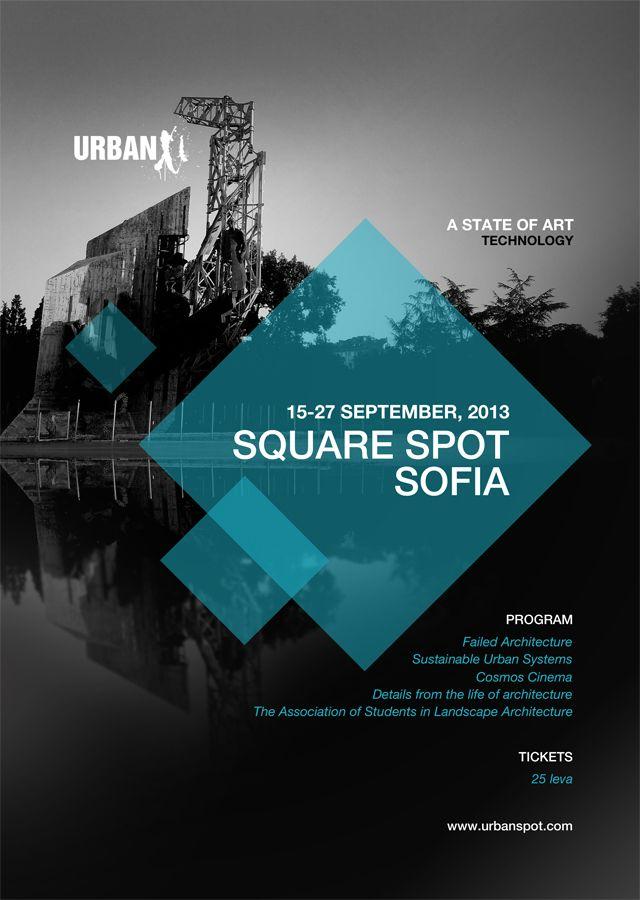 URBAN
A STATE OF ART
TECHNOLOGY
15-27 SEPTEMBER, 2013
SQUARE SPOT
SOFIA
PROGRAM
Failed Architecture
Sustainable Urban Systems
Cosmos Cinema
Details from the life of architecture
The Association of Students in Landscape Architecture
TICKETS
25 leva
www.urbanspot.com